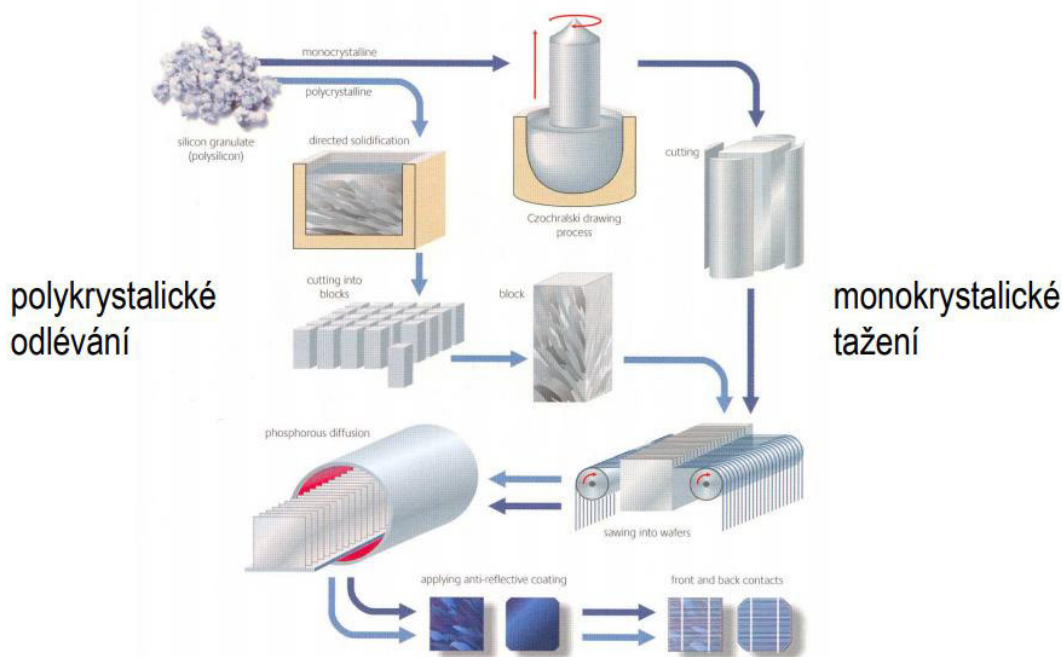 monocrystalline
polycrystalline
silicon granulate
(polysilicon)
directed solidification
Czochralski drawing
process
cutting
polykrystalické
odlévání
cutting into
blocks
block
monokrystalické
tažení
phosphorous diffusion
sawing into wafers
applying anti-reflective coating
front and back contacts